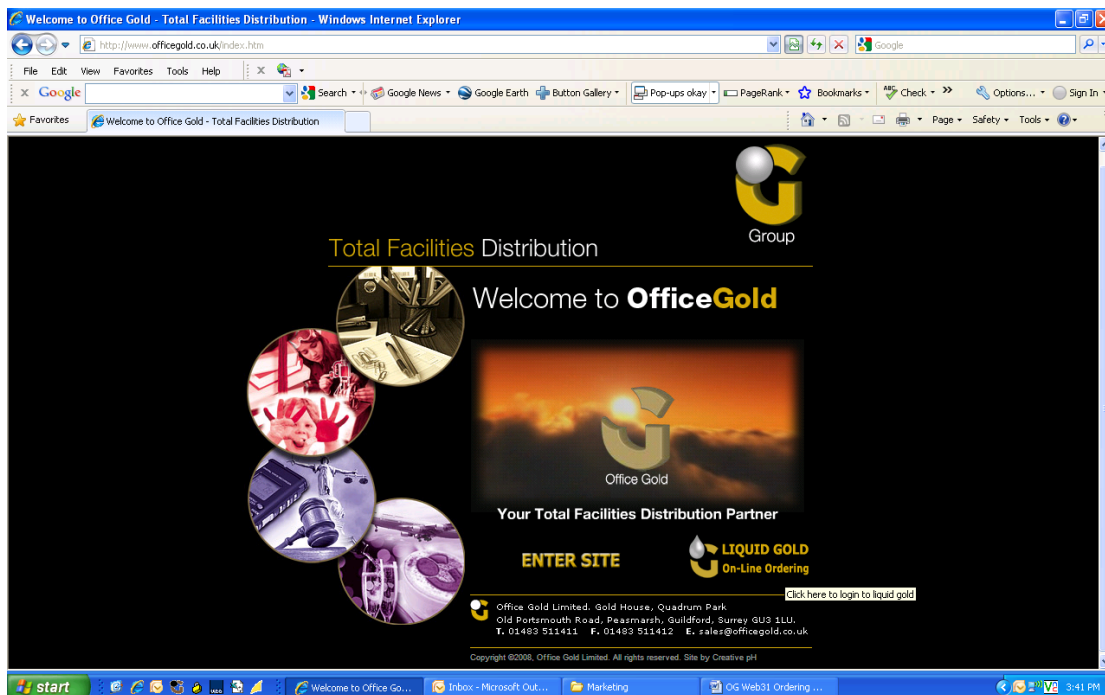 Welcome to Office Gold - Total Facilities Distribution - Windows Internet Explorer
http://www.officegold.co.uk/index.htm
Google
File Edit View Favorites Tools Help X
x Google Search Google News Google Earth Button Gallery Pop-ups okay PageRank Bookmarks ABC Check Options... Sign In
Favorites Welcome to Office Gold - Total Facilities Distribution Page Safety Tools
Group
Total Facilities Distribution
Welcome to OfficeGold
Office Gold
Your Total Facilities Distribution Partner
ENTER SITE
LIQUID GOLD
On-Line Ordering
Click here to login to liquid gold
Office Gold Limited. Gold House, Quadrum Park
Old Portsmouth Road, Peasmarsh, Guildford, Surrey GU3 1LU.
T. 01483 511411 F. 01483 511412 E. sales@officegold.co.uk
Copyright ©2008, Office Gold Limited. All rights reserved. Site by Creative pH
start Welcome to Office Go... Inbox - Microsoft Out... Marketing OG Web31 Ordering ... 3:41 PM